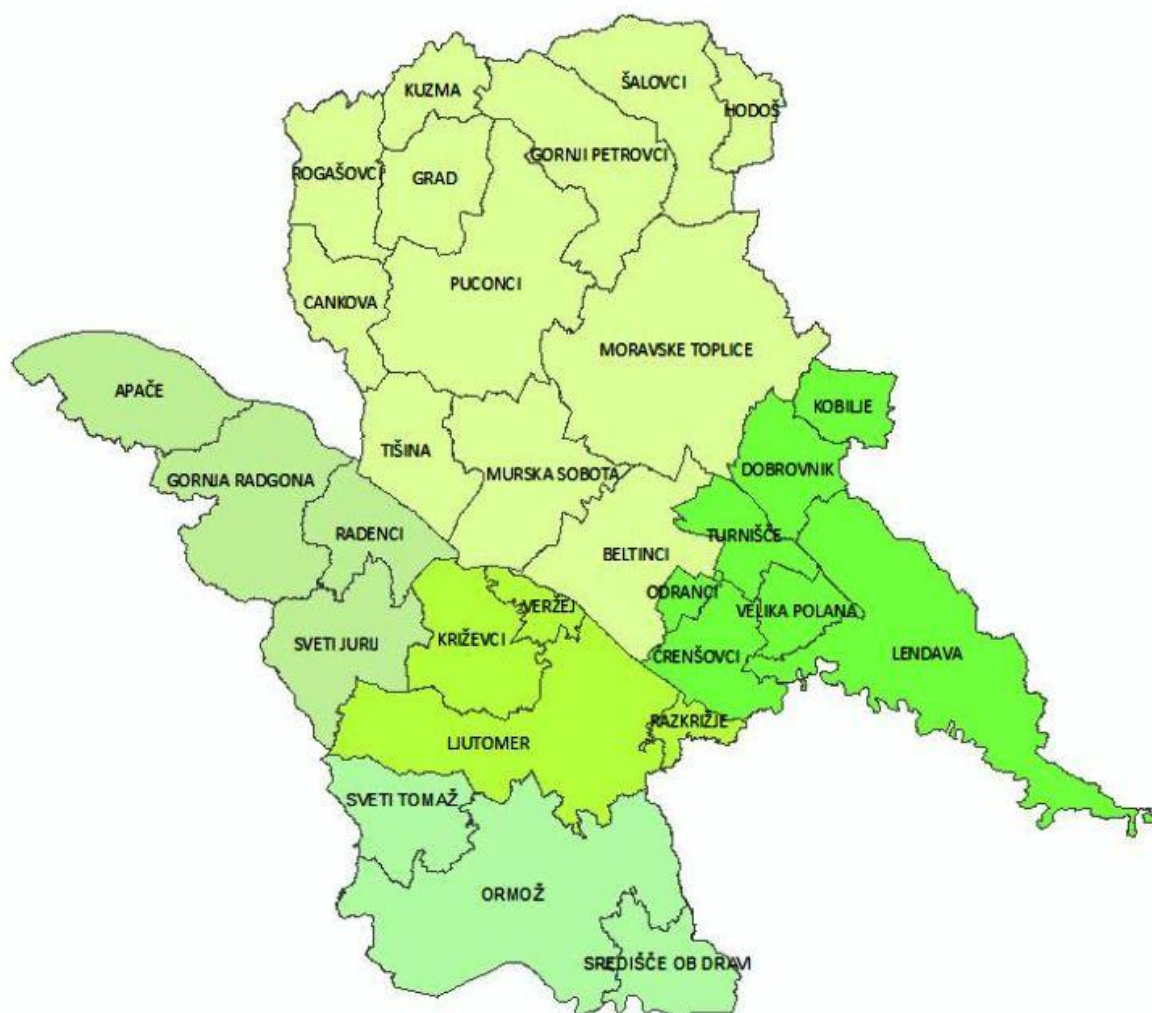 ŠALOVCI
KUZMA
HODOŠ
GORNJI PETROVCI
ROGAŠOVCI
GRAD
PUCONCI
CANKOVA
MORAVSKE TOPLICE
APAČE
KOBILJE
TIŠINA
DOBROVNIK
MURSKA SOBOTA
GORNJA RADGONA
RADENCI
TURNIŠČE
BELTINCI
ODRANCI
VERŽEJ
VELIKA POLANA
KRIŽEVCI
SVETI JURIJ
LENDAVA
ČRENŠOVCI
RAZKRIŽJE
LJUTOMER
SVETI TOMAŽ
ORMOŽ
SREDIŠČE OB DRAVI